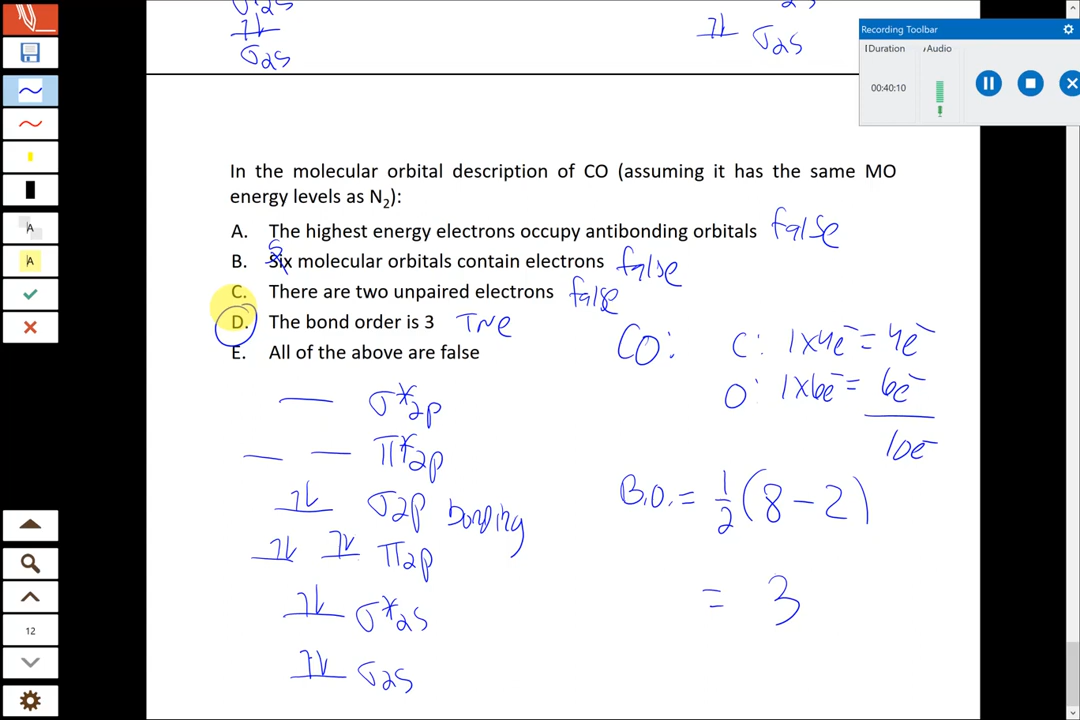 σ*2s
σ2s
2s
σ2s
Recording Toolbar
Duration
Audio
00:40:10
In the molecular orbital description of CO (assuming it has the same MO
energy levels as N₂):
A. The highest energy electrons occupy antibonding orbitals false
B. Six molecular orbitals contain electrons false
5
C. There are two unpaired electrons false
D. The bond order is 3 True
E. All of the above are false
CO: C: 1x4e⁻ = 4e⁻
O: 1x6e⁻ = 6e⁻
10e⁻
σ*2p
π*2p
σ2p bonding
π2p
σ*2s
σ2s
B.O. = 1/2 (8 - 2)
= 3
A
A
12